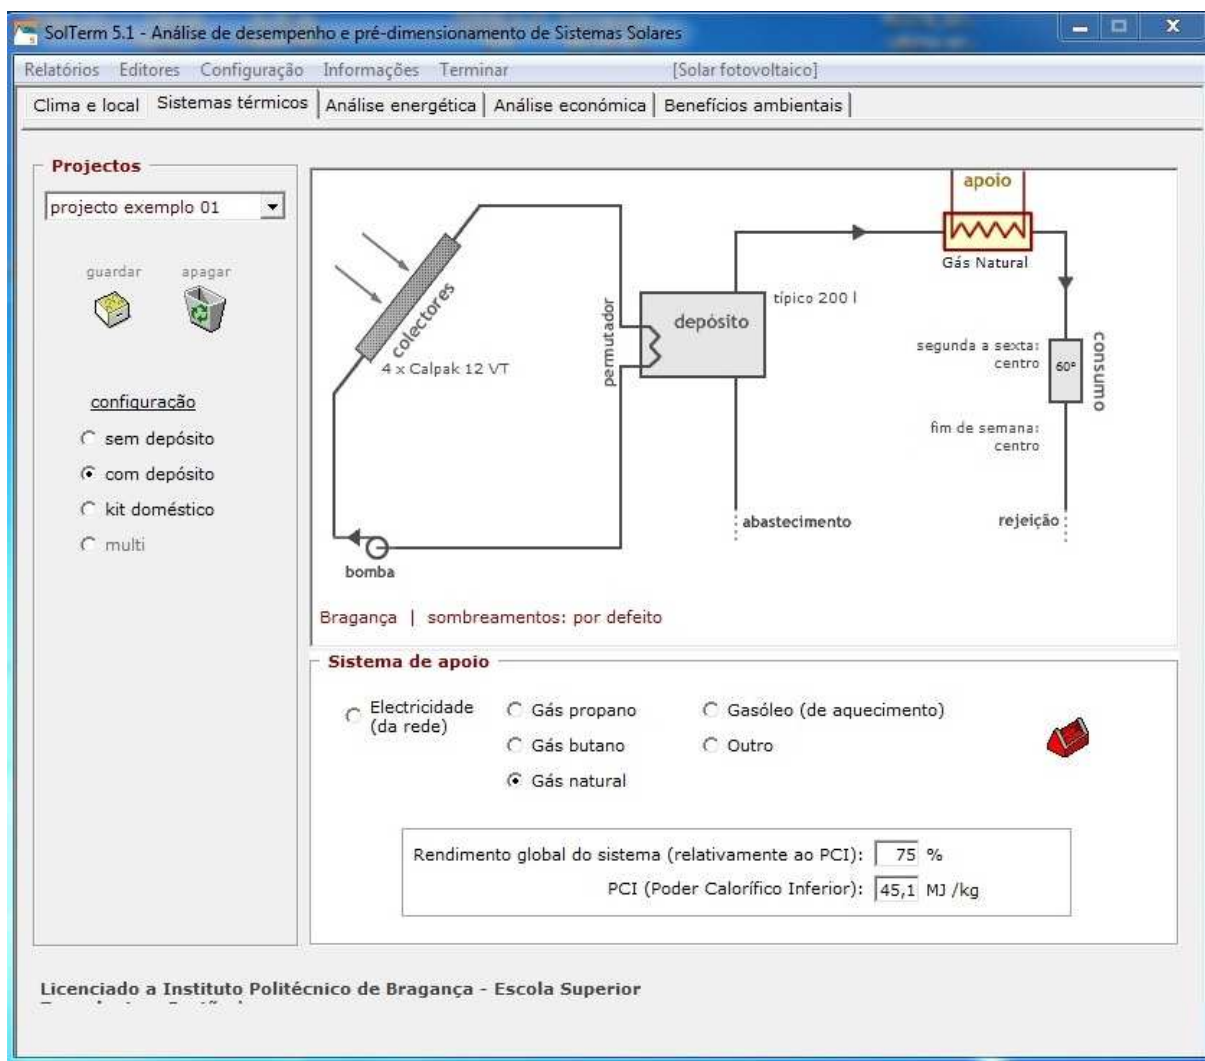 SolTerm 5.1 - Análise de desempenho e pré-dimensionamento de Sistemas Solares
Relatórios Editores Configuração Informações Terminar [Solar fotovoltaico]
Clima e local Sistemas térmicos Análise energética Análise económica Benefícios ambientais
Projectos
projecto exemplo 01
guardar apagar
configuração
sem depósito
com depósito
kit doméstico
multi
apoio
Gás Natural
colectores
4 x Calpak 12 VT
permutador
depósito
típico 200 l
segunda a sexta:
centro
60º
consumo
fim de semana:
centro
abastecimento
rejeição
bomba
Bragança | sombreamentos: por defeito
Sistema de apoio
Electricidade
(da rede)
Gás propano
Gás butano
Gás natural
Gasóleo (de aquecimento)
Outro
Rendimento global do sistema (relativamente ao PCI): 75 %
PCI (Poder Calorífico Inferior): 45,1 MJ /kg
Licenciado a Instituto Politécnico de Bragança - Escola Superior